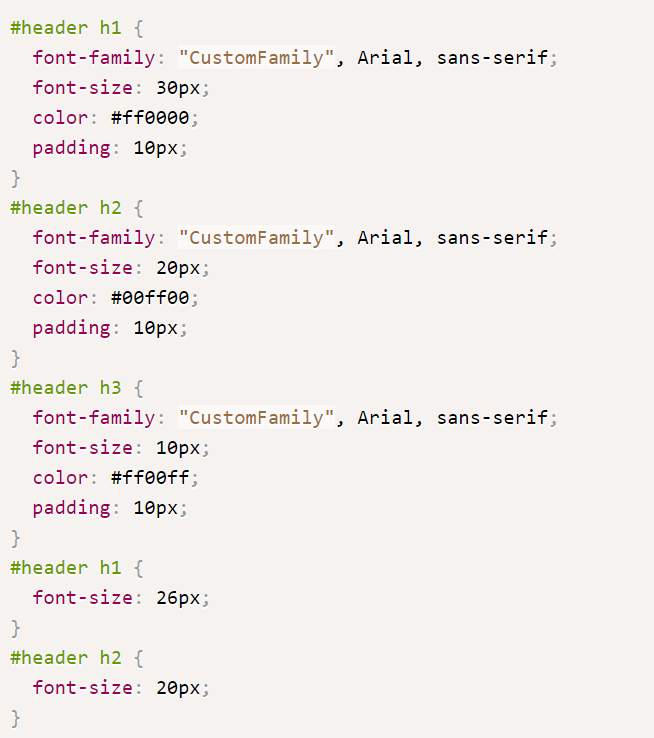 #header h1 {
  font-family: "CustomFamily", Arial, sans-serif;
  font-size: 30px;
  color: #ff0000;
  padding: 10px;
}
#header h2 {
  font-family: "CustomFamily", Arial, sans-serif;
  font-size: 20px;
  color: #00ff00;
  padding: 10px;
}
#header h3 {
  font-family: "CustomFamily", Arial, sans-serif;
  font-size: 10px;
  color: #ff00ff;
  padding: 10px;
}
#header h1 {
  font-size: 26px;
}
#header h2 {
  font-size: 20px;
}